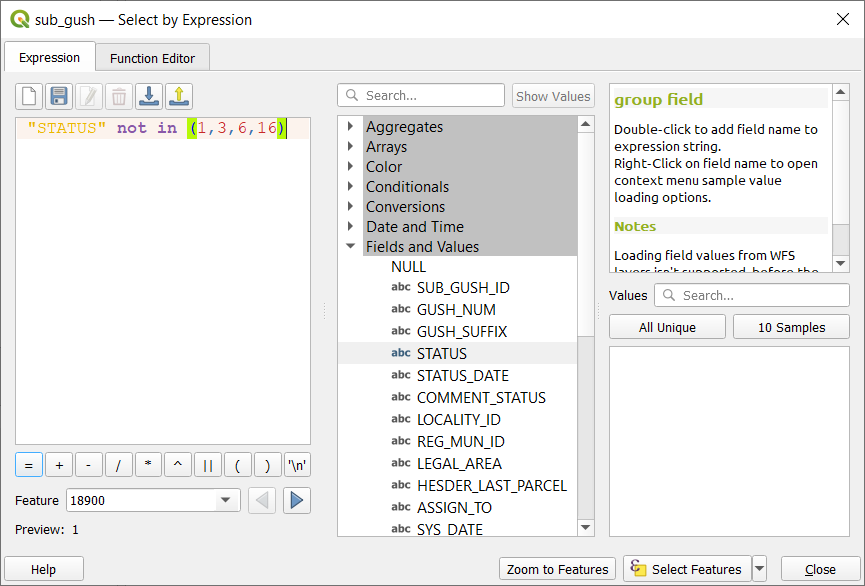 sub_gush — Select by Expression
Expression
Function Editor
"STATUS" not in (1,3,6,16)
= + - / * ^ || ( ) '\n'
Feature 18900
Preview: 1
Search...
Show Values
Aggregates
Arrays
Color
Conditionals
Conversions
Date and Time
Fields and Values
NULL
abc SUB_GUSH_ID
abc GUSH_NUM
abc GUSH_SUFFIX
abc STATUS
abc STATUS_DATE
abc COMMENT_STATUS
abc LOCALITY_ID
abc REG_MUN_ID
abc LEGAL_AREA
abc HESDER_LAST_PARCEL
abc ASSIGN_TO
abc SYS_DATE
group field
Double-click to add field name to
expression string.
Right-Click on field name to open
context menu sample value
loading options.
Notes
Loading field values from WFS
layers isn't supported, before the
Values Search...
All Unique
10 Samples
Help
Zoom to Features
Select Features
Close